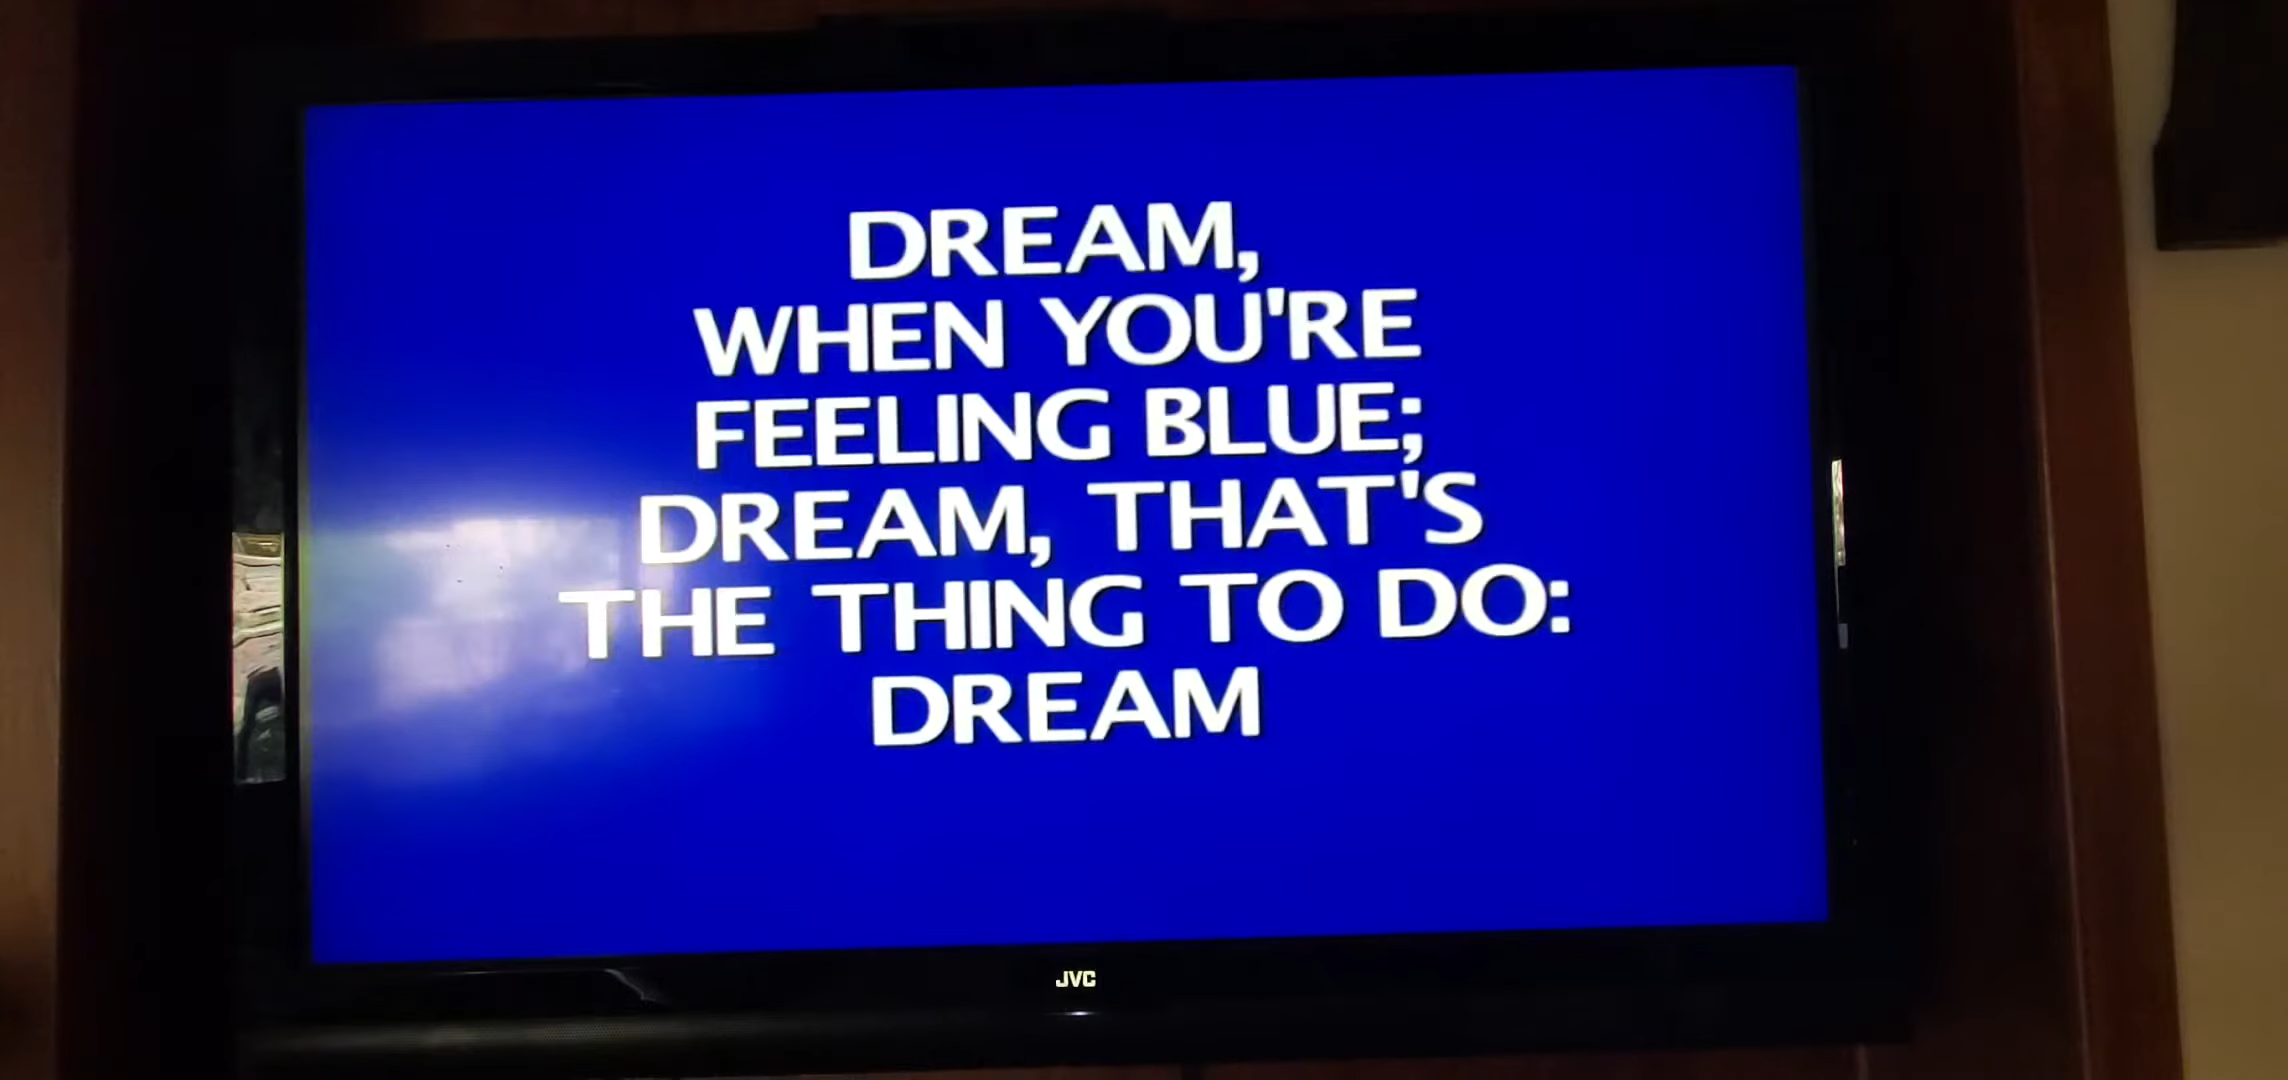 DREAM,
WHEN YOU'RE
FEELING BLUE;
DREAM, THAT'S
THE THING TO DO:
DREAM
JVC